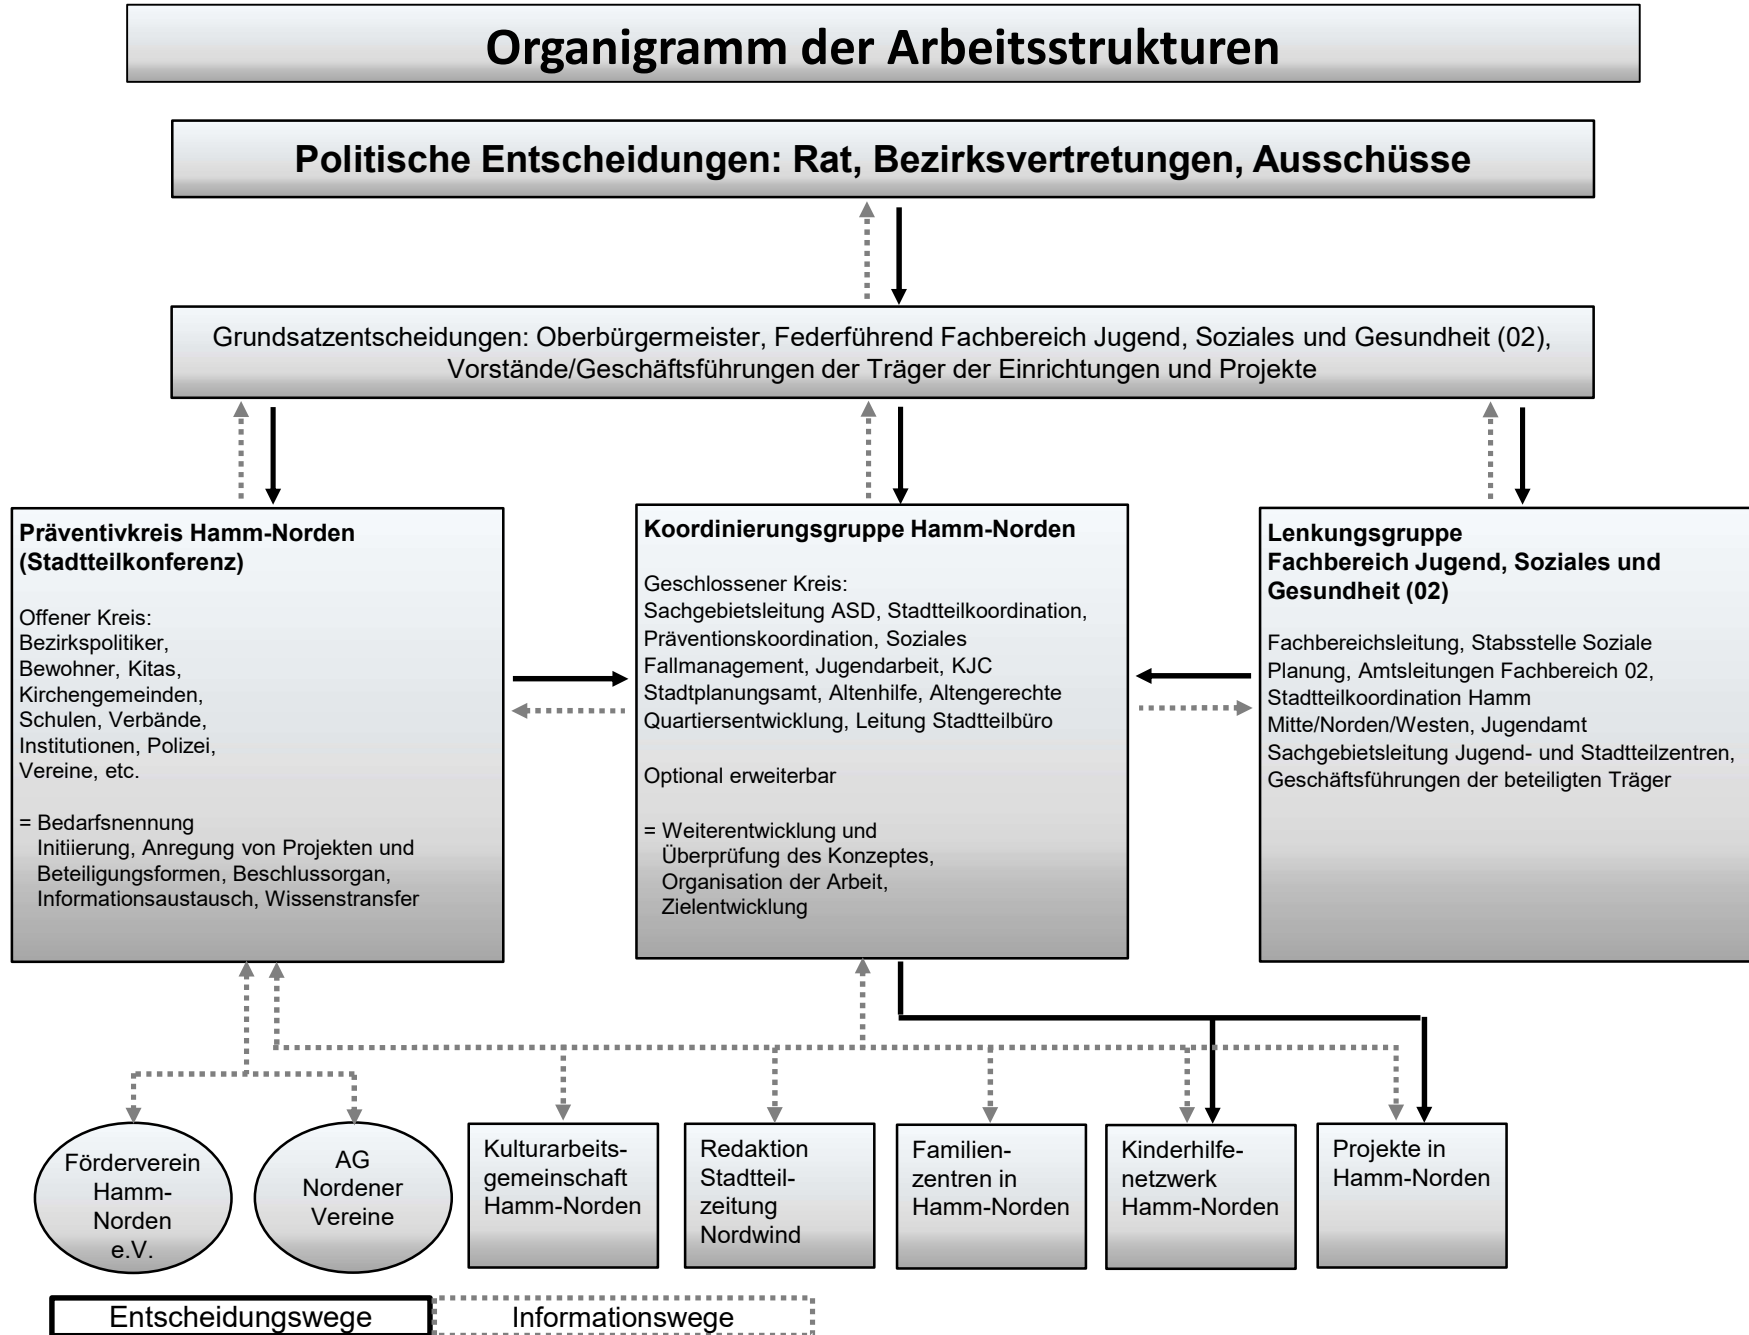 Organigramm der Arbeitsstrukturen
Politische Entscheidungen: Rat, Bezirksvertretungen, Ausschüsse
Grundsatzentscheidungen: Oberbürgermeister, Federführend Fachbereich Jugend, Soziales und Gesundheit (02),
Vorstände/Geschäftsführungen der Träger der Einrichtungen und Projekte
Präventivkreis Hamm-Norden
(Stadtteilkonferenz)
Offener Kreis:
Bezirkspolitiker,
Bewohner, Kitas,
Kirchengemeinden,
Schulen, Verbände,
Institutionen, Polizei,
Vereine, etc.
= Bedarfsnennung
Initiierung, Anregung von Projekten und
Beteiligungsformen, Beschlussorgan,
Informationsaustausch, Wissenstransfer
Koordinierungsgruppe Hamm-Norden
Geschlossener Kreis:
Sachgebietsleitung ASD, Stadtteilkoordination,
Präventionskoordination, Soziales
Fallmanagement, Jugendarbeit, KJC
Stadtplanungsamt, Altenhilfe, Altengerechte
Quartiersentwicklung, Leitung Stadtteilbüro
Optional erweiterbar
= Weiterentwicklung und
Überprüfung des Konzeptes,
Organisation der Arbeit,
Zielentwicklung
Lenkungsgruppe
Fachbereich Jugend, Soziales und
Gesundheit (02)
Fachbereichsleitung, Stabsstelle Soziale
Planung, Amtsleitungen Fachbereich 02,
Stadtteilkoordination Hamm
Mitte/Norden/Westen, Jugendamt
Sachgebietsleitung Jugend- und Stadtteilzentren,
Geschäftsführungen der beteiligten Träger
Förderverein
Hamm-
Norden
e.V.
AG
Nordener
Vereine
Kulturarbeits-
gemeinschaft
Hamm-Norden
Redaktion
Stadtteil-
zeitung
Nordwind
Familien-
zentren in
Hamm-Norden
Kinderhilfe-
netzwerk
Hamm-Norden
Projekte in
Hamm-Norden
Entscheidungswege
Informationswege